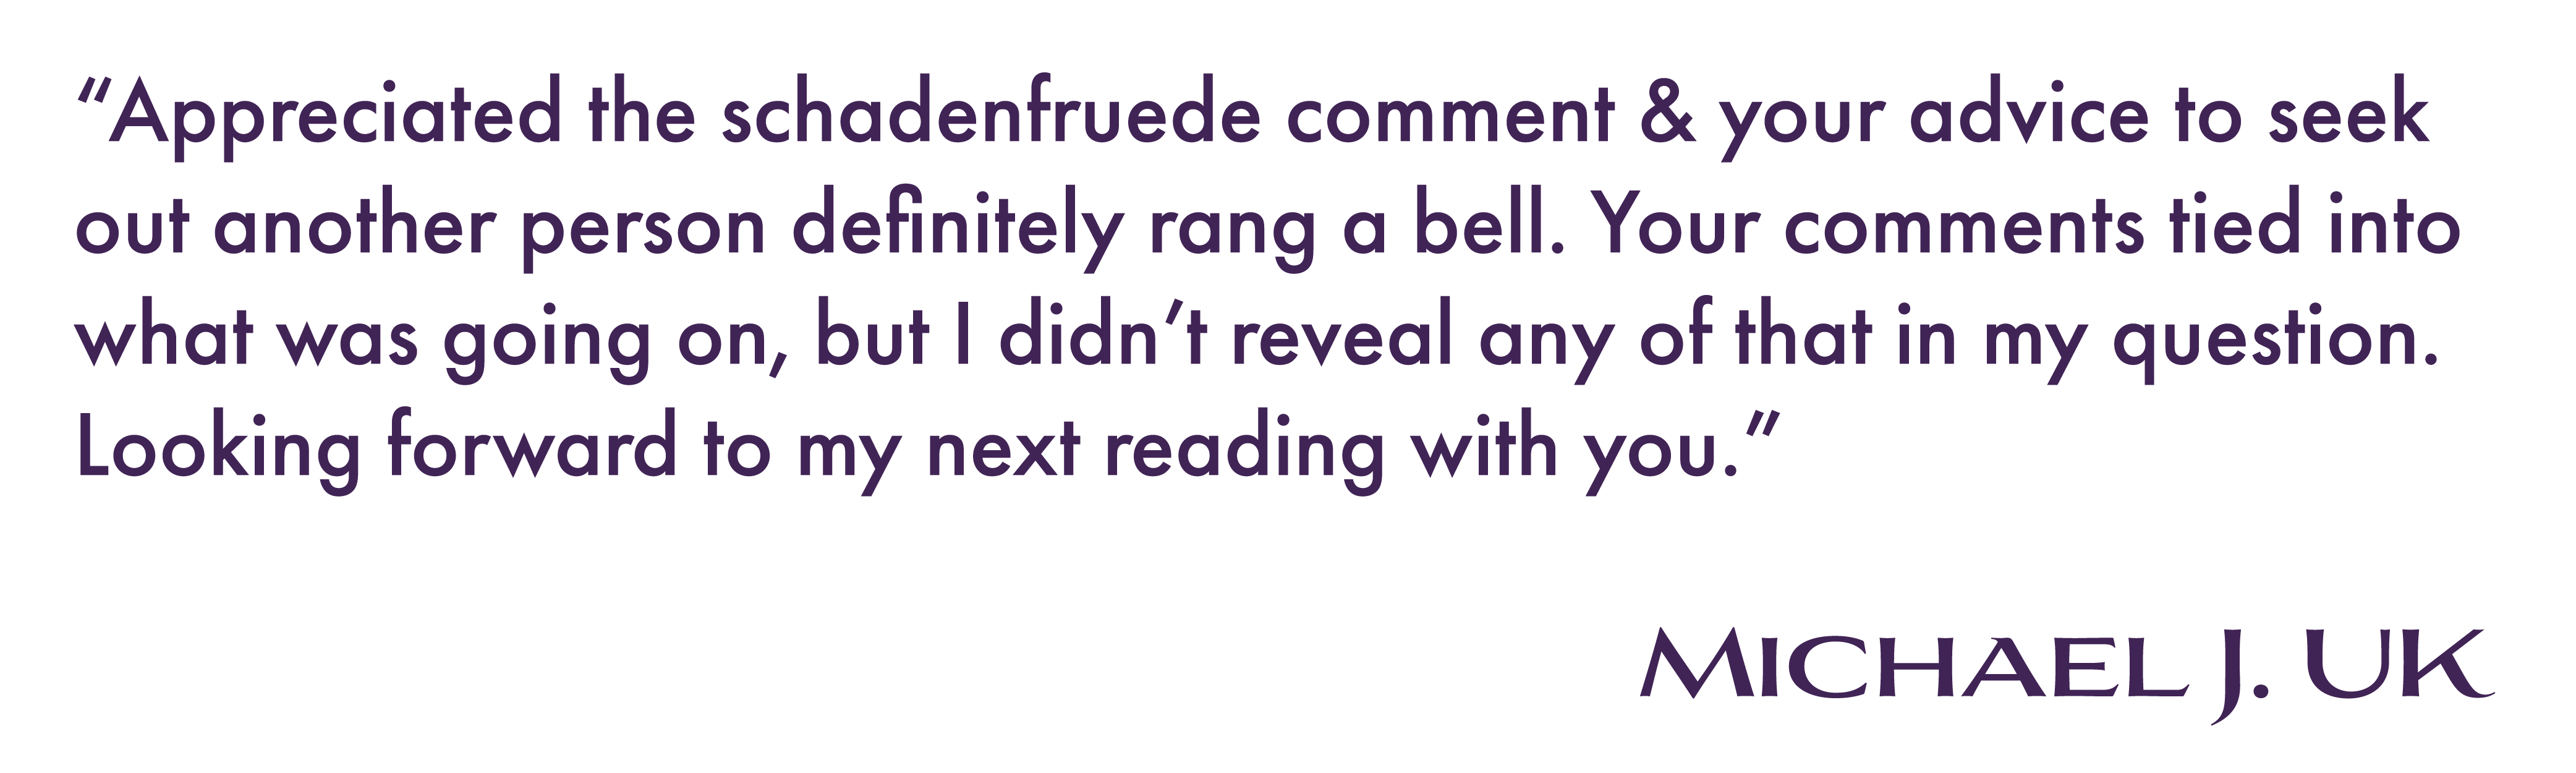 “Appreciated the schadenfruede comment & your advice to seek
out another person definitely rang a bell. Your comments tied into
what was going on, but I didn’t reveal any of that in my question.
Looking forward to my next reading with you.”
MICHAEL J. UK